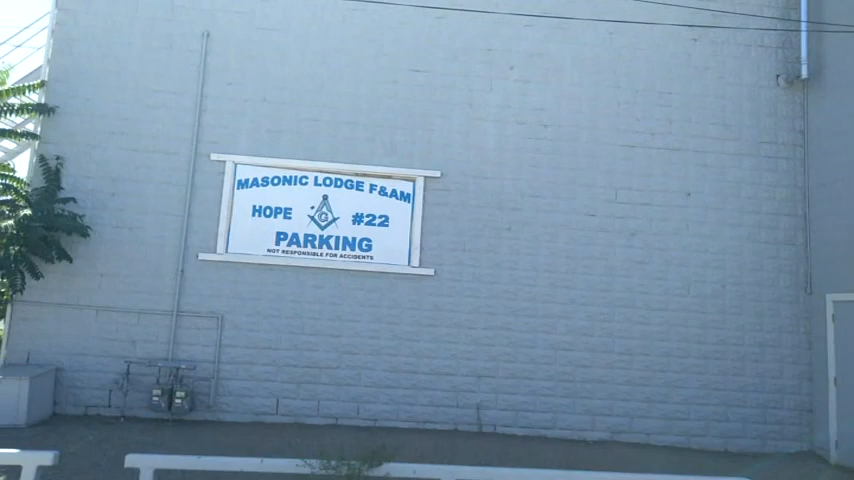 MASONIC LODGE F&AM
HOPE G #22
PARKING
NOT RESPONSIBLE FOR ACCIDENTS